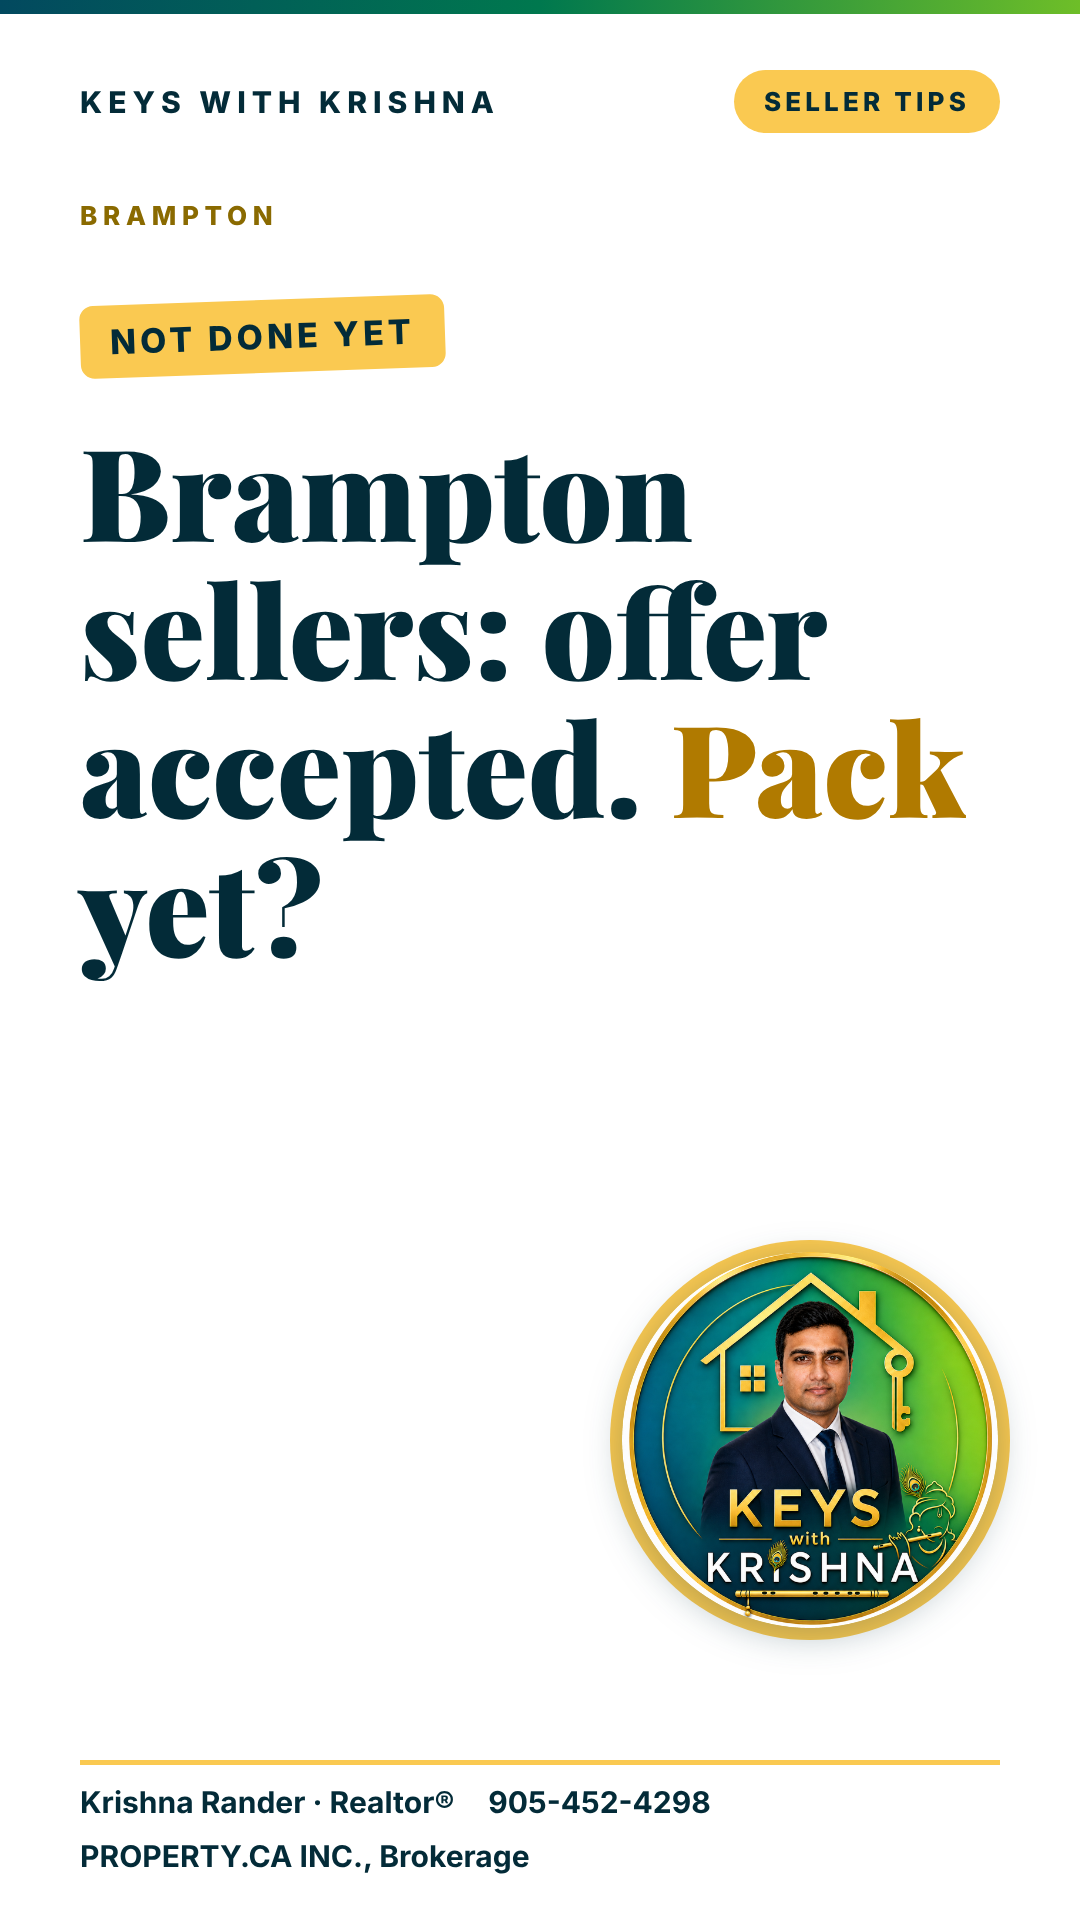 KEYS WITH KRISHNA
SELLER TIPS
BRAMPTON
NOT DONE YET
Brampton
sellers: offer
accepted. Pack
yet?
KEYS
with
KRISHNA
Krishna Rander · Realtor® 905-452-4298
PROPERTY.CA INC., Brokerage